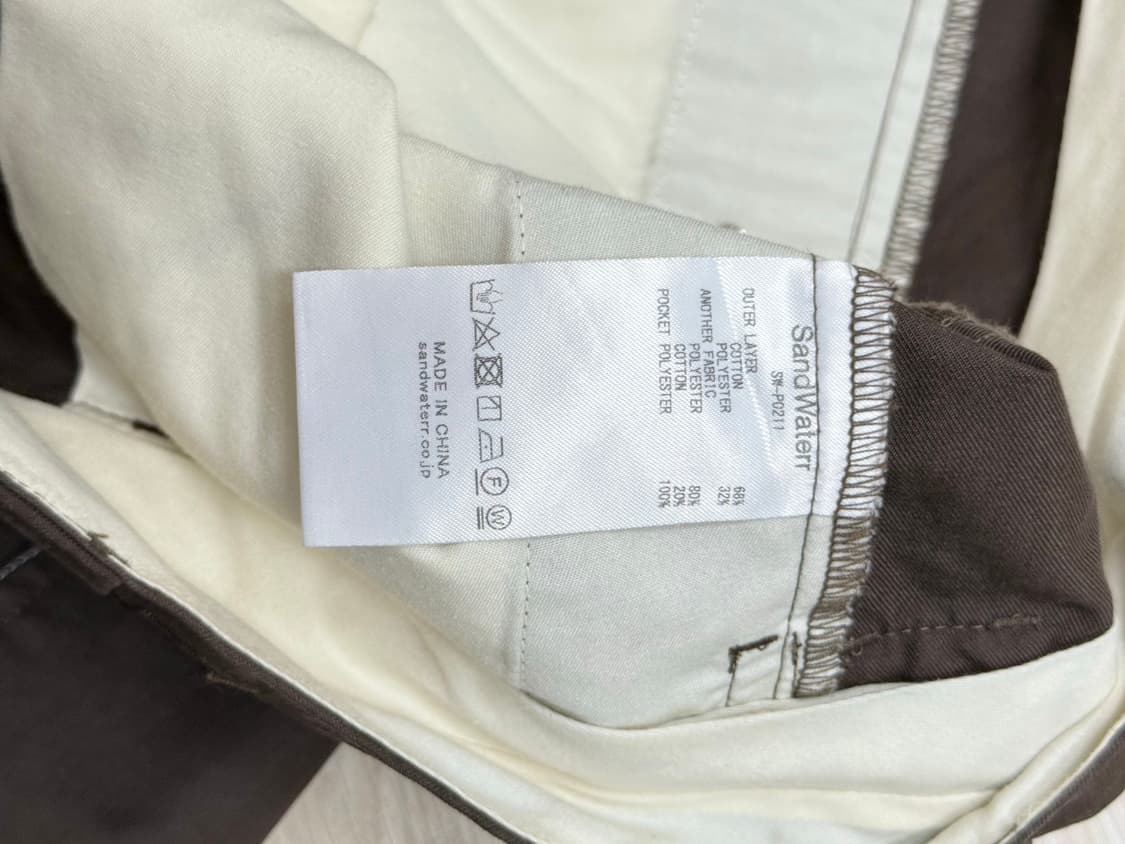 SandWaterr
SW-P0211
OUTER LAYER
COTTON 68%
POLYESTER 32%
ANOTHER FABRIC
POLYESTER 80%
COTTON 20%
POCKET POLYESTER 100%
F W
MADE IN CHINA
sandwaterr.co.jp